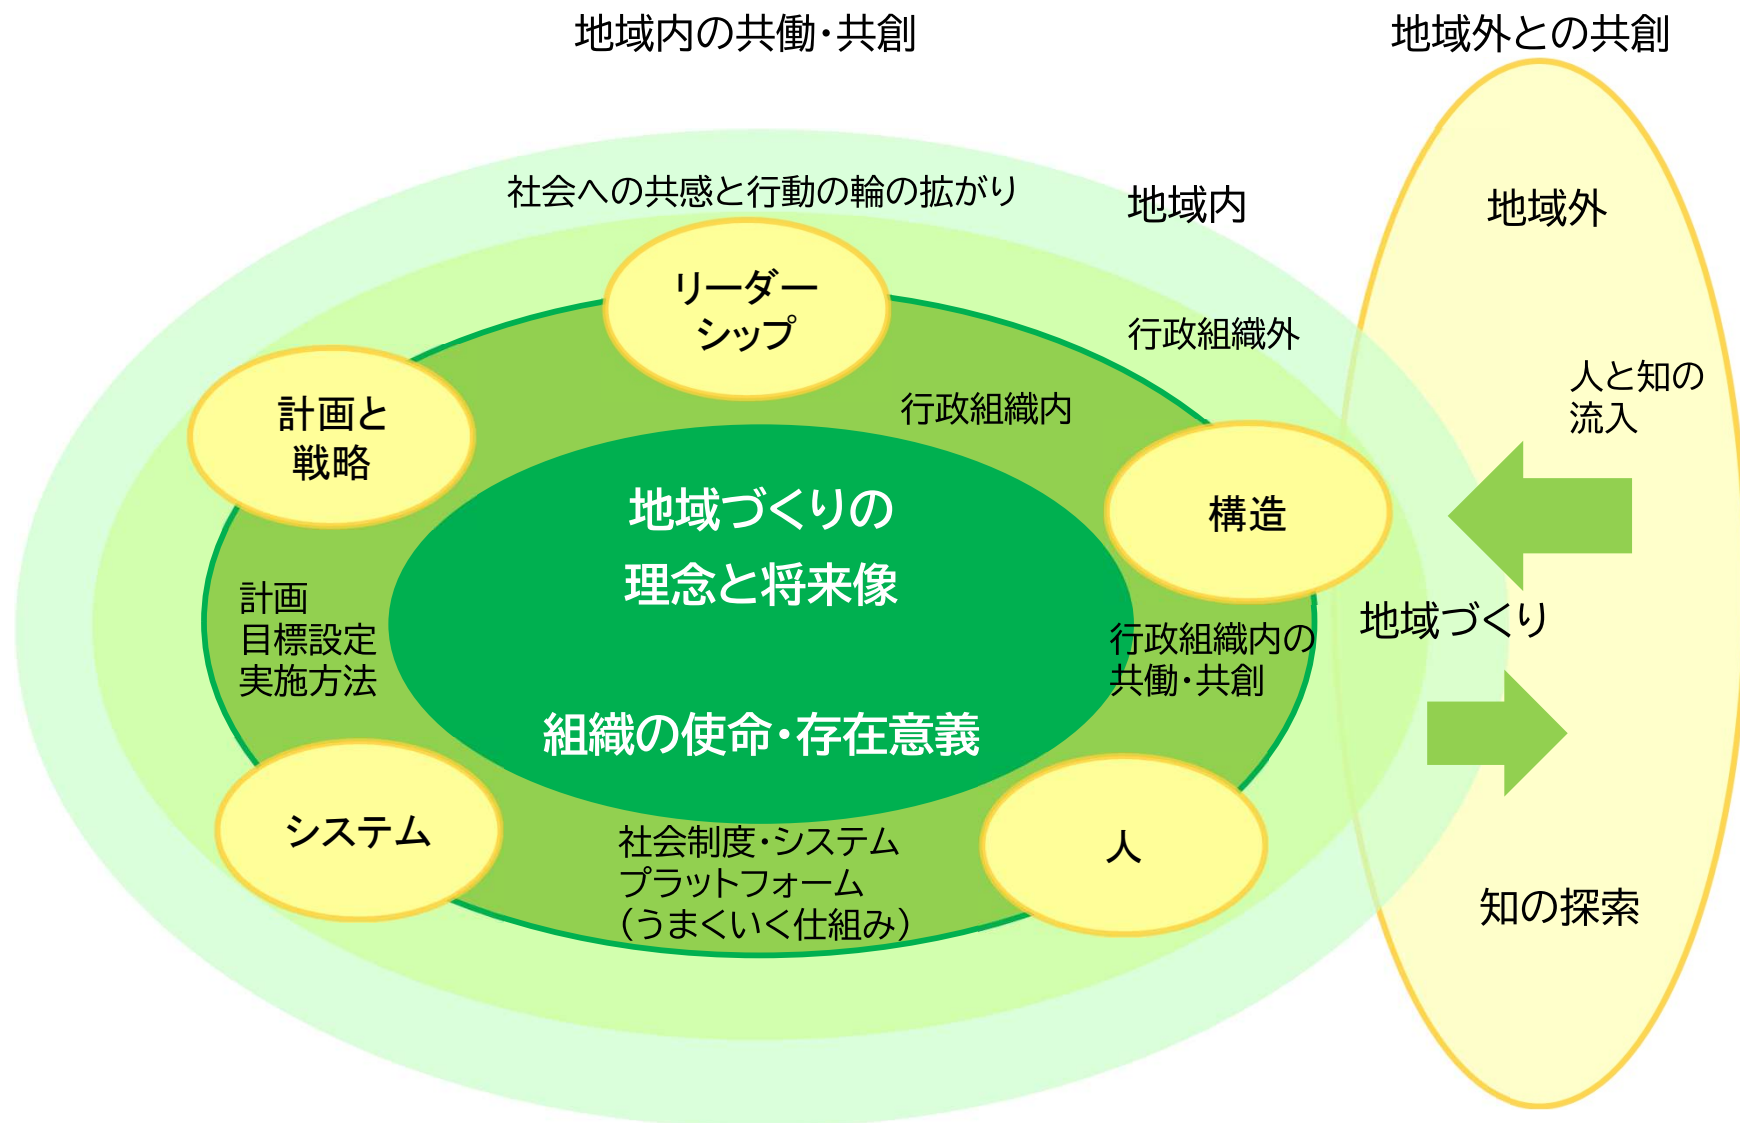 地域内の共働・共創
地域外との共創
社会への共感と行動の輪の拡がり
地域内
地域外
リーダー
シップ
行政組織外
人と知の
流入
計画と
戦略
行政組織内
構造
地域づくりの
理念と将来像
計画
目標設定
実施方法
行政組織内の
共働・共創
地域づくり
組織の使命・存在意義
システム
社会制度・システム
プラットフォーム
（うまくいく仕組み）
人
知の探索